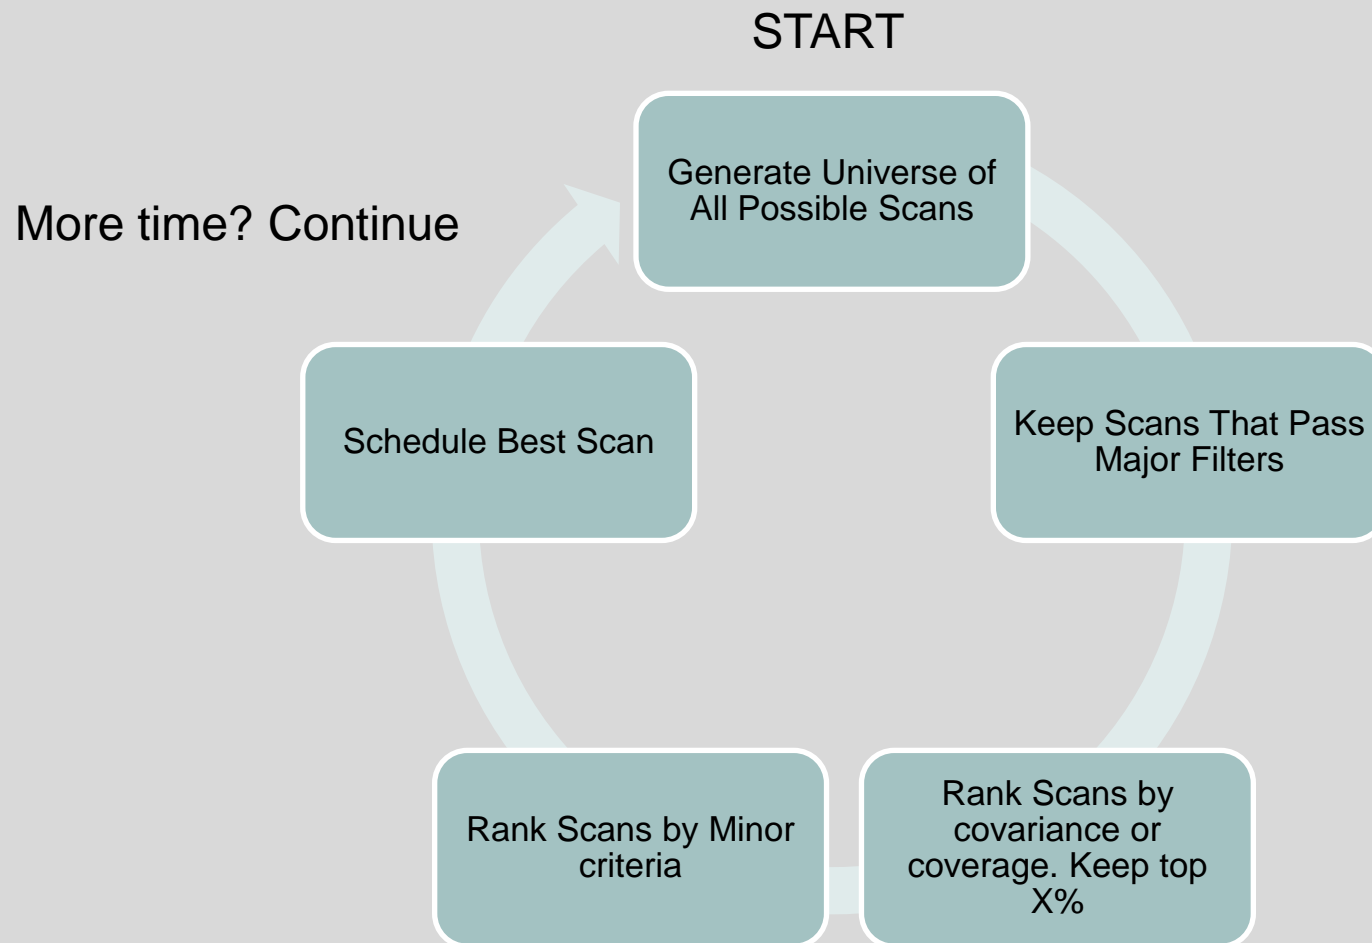 START
Generate Universe of
All Possible Scans
More time? Continue
Keep Scans That Pass
Major Filters
Rank Scans by
covariance or
coverage. Keep top
X%
Rank Scans by Minor
criteria
Schedule Best Scan